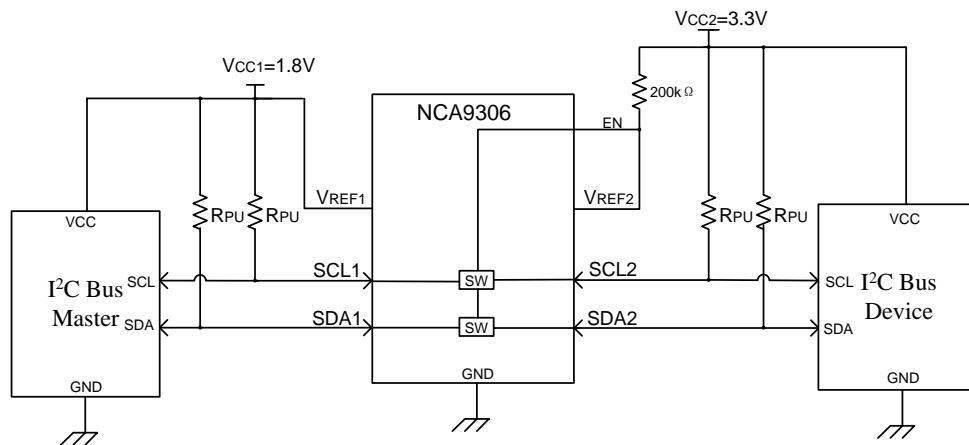 VCC2=3.3V
VCC1=1.8V
200kΩ
NCA9306
EN
VREF1
VREF2
RPU
RPU
RPU
RPU
VCC
VCC
SCL
SCL1
SW
SCL2
SCL
I²C Bus
Master
I²C Bus
Device
SDA
SDA1
SW
SDA2
SDA
GND
GND
GND